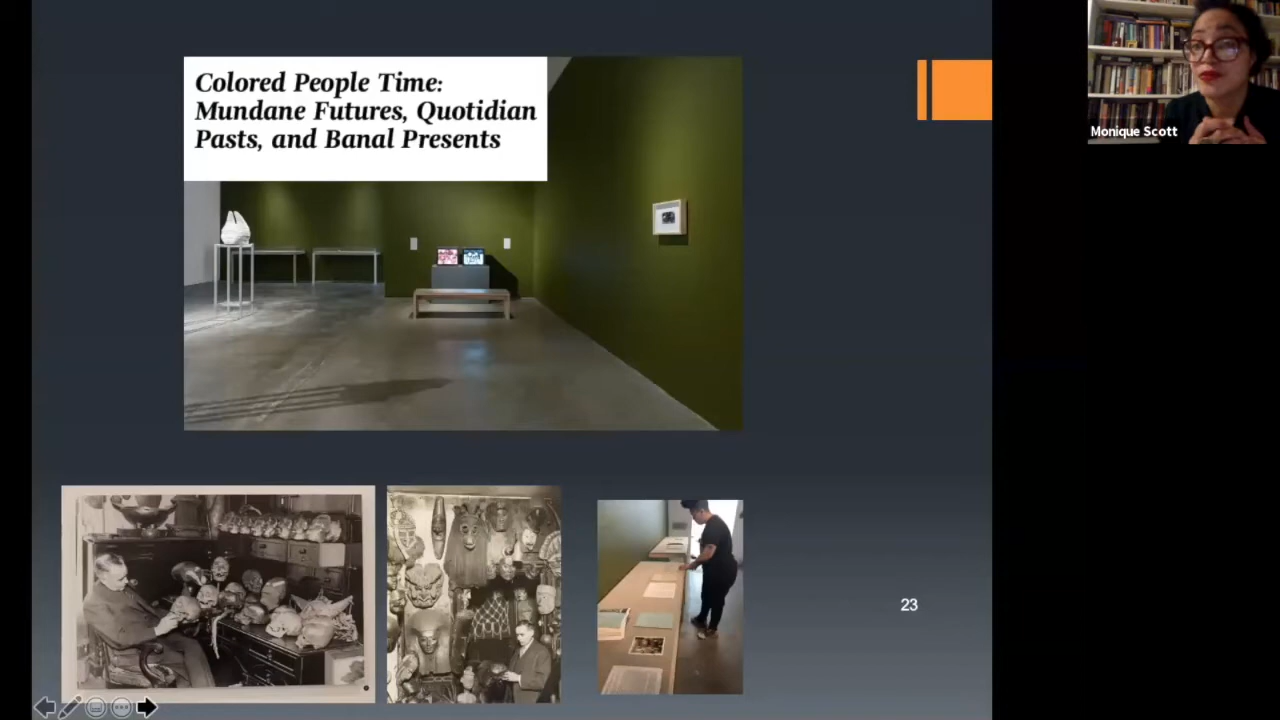 Colored People Time:
Mundane Futures, Quotidian
Pasts, and Banal Presents
Monique Scott
23